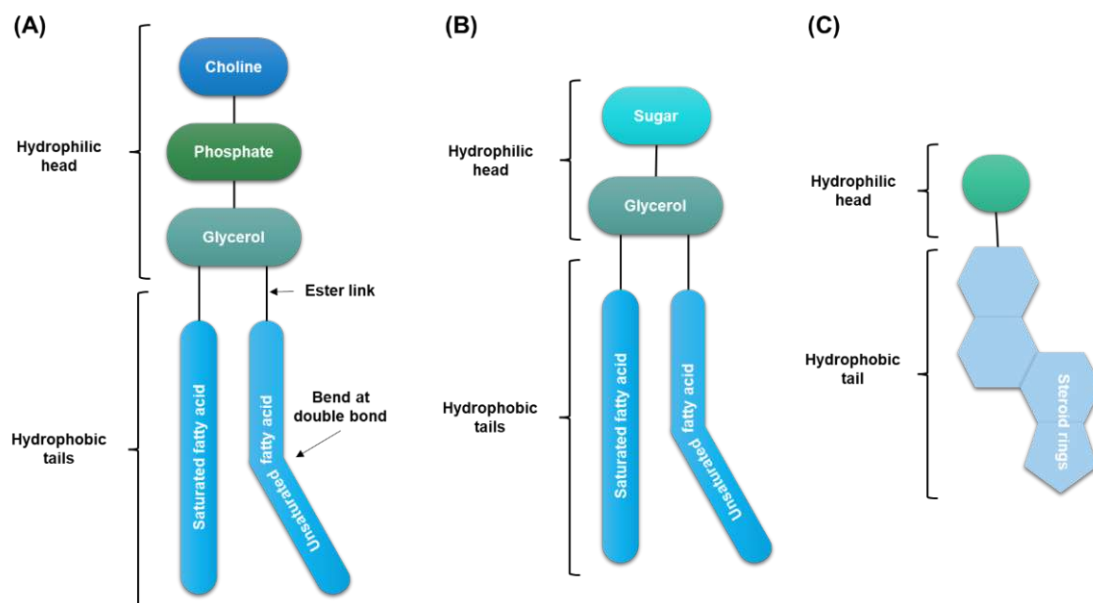 (A)
Choline
Phosphate
Glycerol
Hydrophilic
head
Ester link
Bend at
double bond
Hydrophobic
tails
Saturated fatty acid
Unsaturated fatty acid
(B)
Sugar
Glycerol
Hydrophilic
head
Hydrophobic
tails
Saturated fatty acid
Unsaturated fatty acid
(C)
Hydrophilic
head
Hydrophobic
tail
Steroid rings